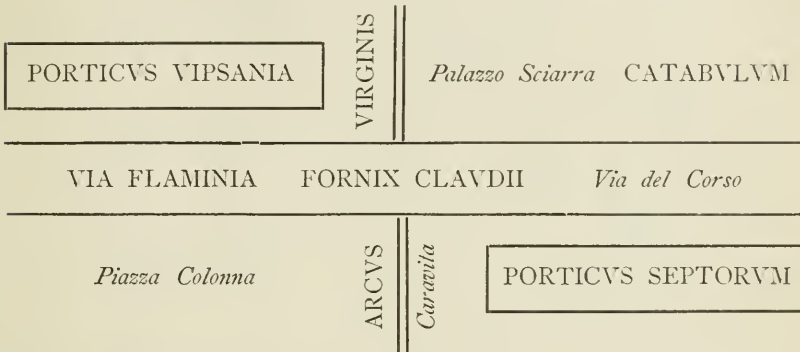 VIRGINIS
PORTICVS VIPSANIA
Palazzo Sciarra CATABVLVM
VIA FLAMINIA FORNIX CLAVDII Via del Corso
Piazza Colonna
ARCVS
Caravita
PORTICVS SEPTORVM